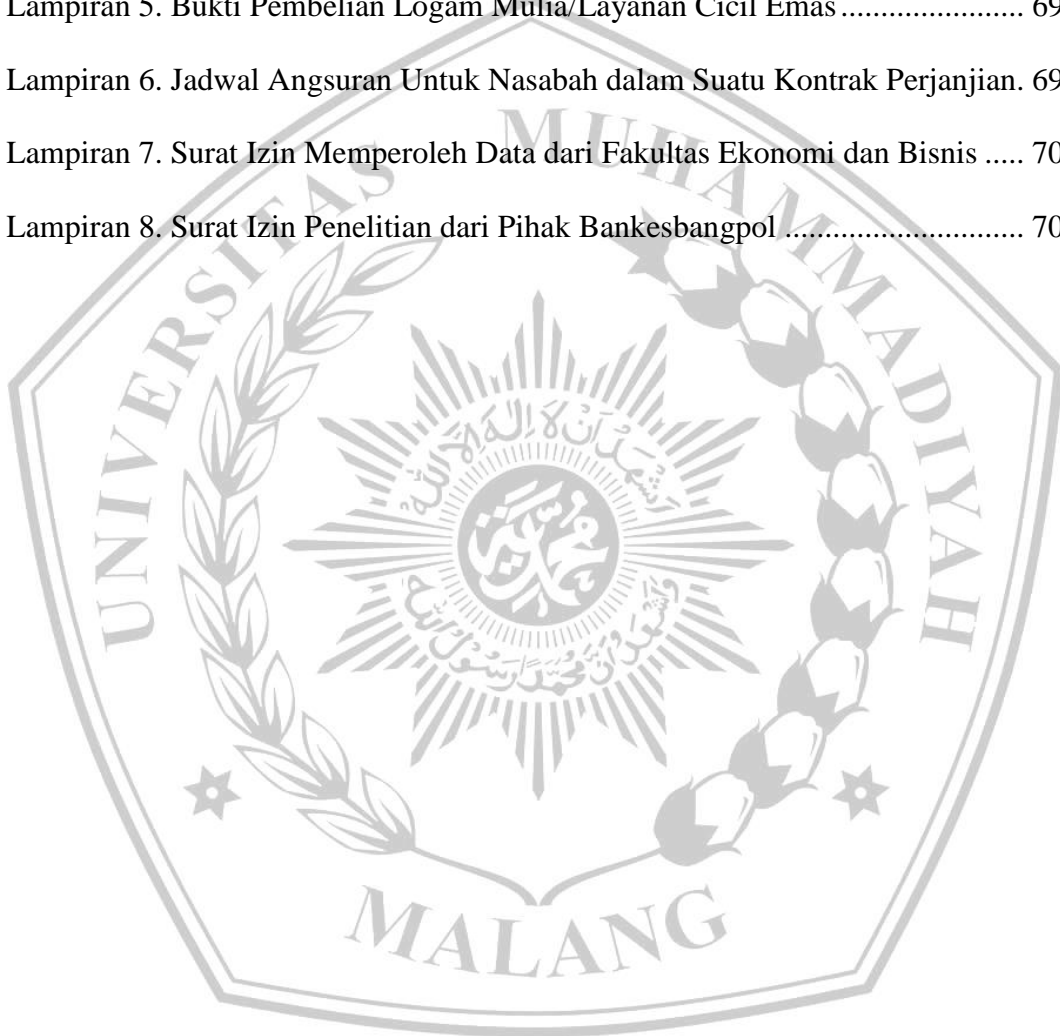 Lampiran 5. Bukti Pembelian Logam Mulia/Layanan Cicil Emas ...................... 69
Lampiran 6. Jadwal Angsuran Untuk Nasabah dalam Suatu Kontrak Perjanjian. 69
Lampiran 7. Surat Izin Memperoleh Data dari Fakultas Ekonomi dan Bisnis ..... 70
Lampiran 8. Surat Izin Penelitian dari Pihak Bankesbangpol ............................ 70
UNIVERSITAS MUHAMMADIYAH
MALANG